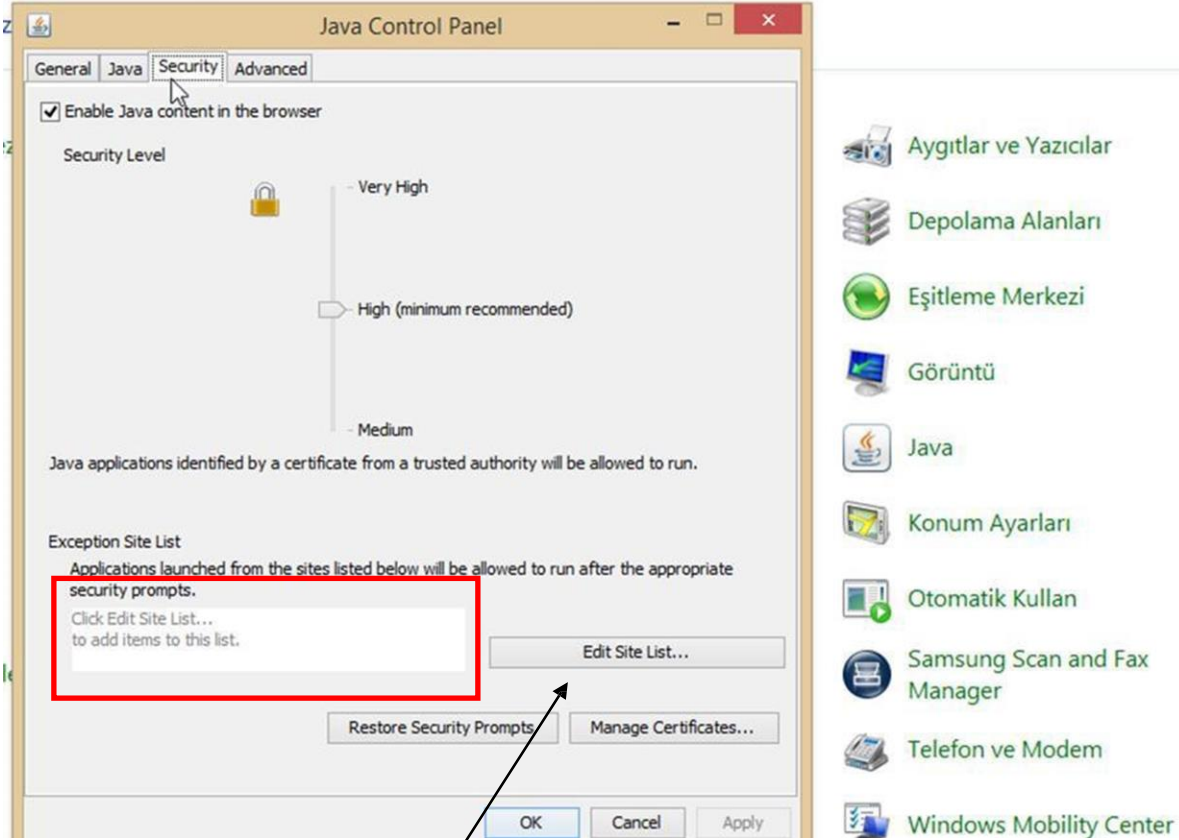 Java Control Panel
General Java Security Advanced
Enable Java content in the browser
Security Level
Very High
High (minimum recommended)
Medium
Java applications identified by a certificate from a trusted authority will be allowed to run.
Exception Site List
Applications launched from the sites listed below will be allowed to run after the appropriate
security prompts.
Click Edit Site List...
to add items to this list.
Edit Site List...
Restore Security Prompts
Manage Certificates...
OK
Cancel
Apply
Aygıtlar ve Yazıcılar
Depolama Alanları
Eşitleme Merkezi
Görüntü
Java
Konum Ayarları
Otomatik Kullan
Samsung Scan and Fax
Manager
Telefon ve Modem
Windows Mobility Center